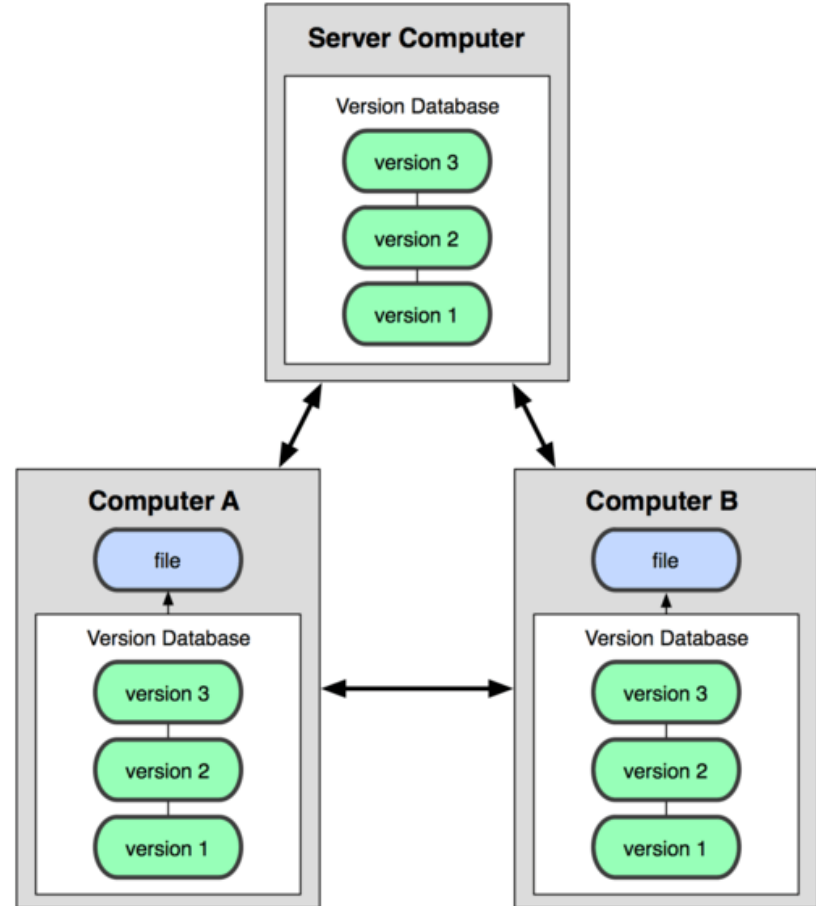 Server Computer
Version Database
version 3
version 2
version 1
Computer A
file
Version Database
version 3
version 2
version 1
Computer B
file
Version Database
version 3
version 2
version 1